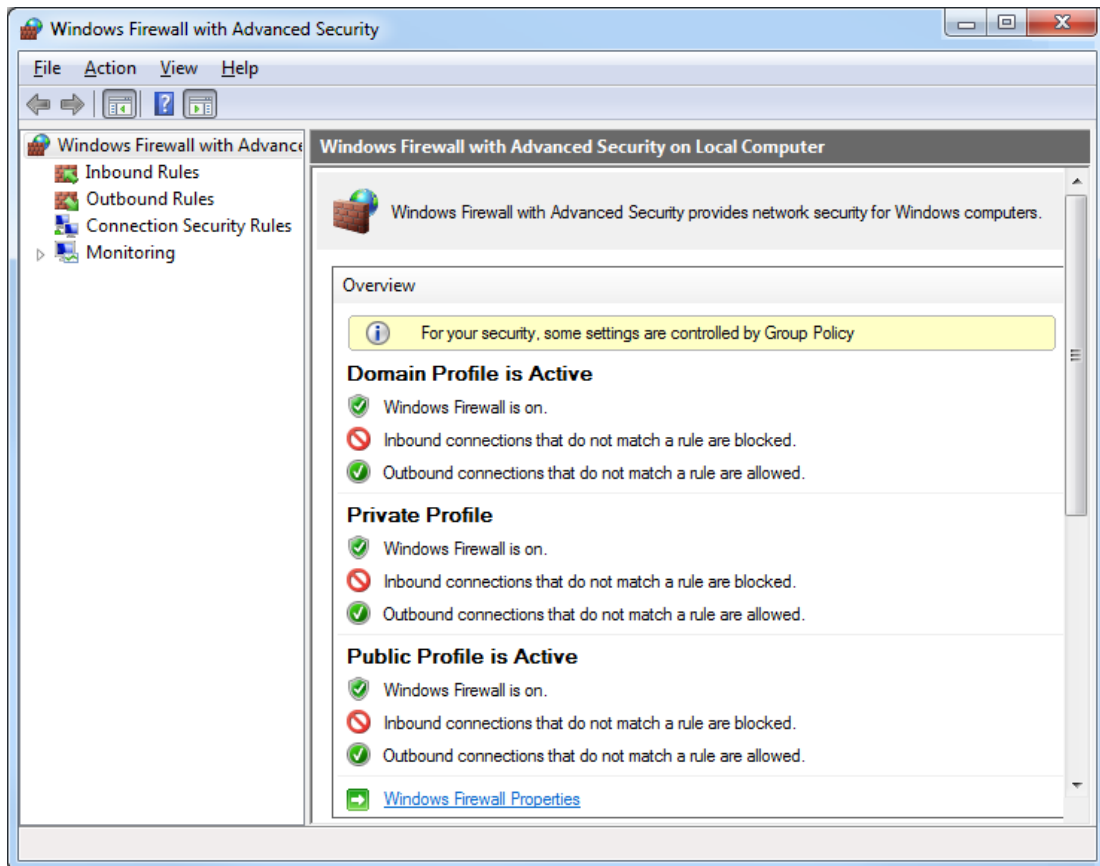 Windows Firewall with Advanced Security
File Action View Help
Windows Firewall with Advance
Inbound Rules
Outbound Rules
Connection Security Rules
Monitoring
Windows Firewall with Advanced Security on Local Computer
Windows Firewall with Advanced Security provides network security for Windows computers.
Overview
For your security, some settings are controlled by Group Policy
Domain Profile is Active
Windows Firewall is on.
Inbound connections that do not match a rule are blocked.
Outbound connections that do not match a rule are allowed.
Private Profile
Windows Firewall is on.
Inbound connections that do not match a rule are blocked.
Outbound connections that do not match a rule are allowed.
Public Profile is Active
Windows Firewall is on.
Inbound connections that do not match a rule are blocked.
Outbound connections that do not match a rule are allowed.
Windows Firewall Properties